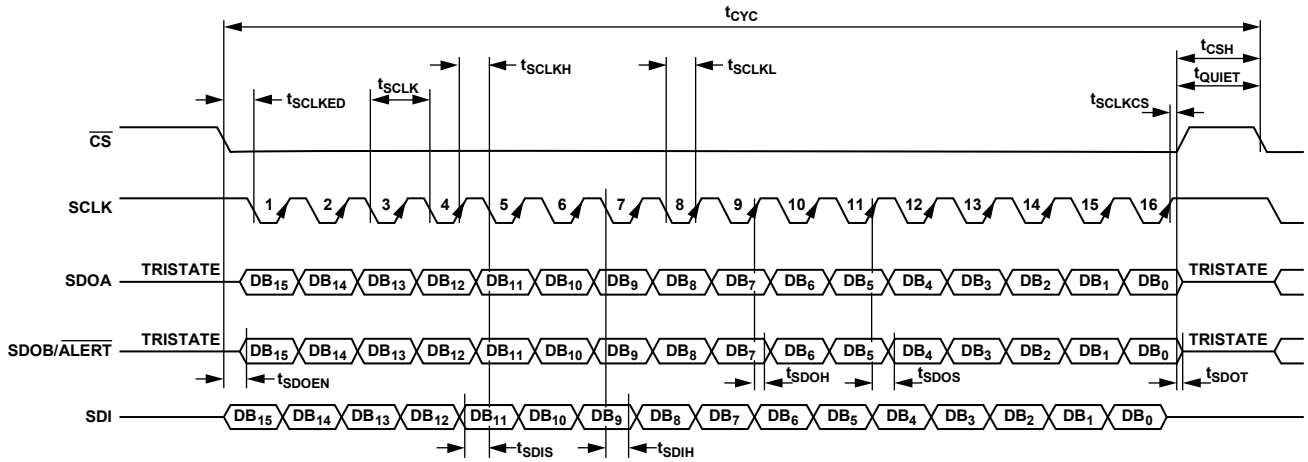 tCYC
tCSH
tSCLKH
tSCLKL
tSCLK
tQUIET
tSCLKED
tSCLKCS
CS
SCLK 1 2 3 4 5 6 7 8 9 10 11 12 13 14 15 16
SDOA TRISTATE DB15 DB14 DB13 DB12 DB11 DB10 DB9 DB8 DB7 DB6 DB5 DB4 DB3 DB2 DB1 DB0 TRISTATE
SDOB/ALERT TRISTATE DB15 DB14 DB13 DB12 DB11 DB10 DB9 DB8 DB7 DB6 DB5 DB4 DB3 DB2 DB1 DB0 TRISTATE
tSDOEN tSDOH tSDOS tSDOT
SDI DB15 DB14 DB13 DB12 DB11 DB10 DB9 DB8 DB7 DB6 DB5 DB4 DB3 DB2 DB1 DB0
tSDIS tSDIH